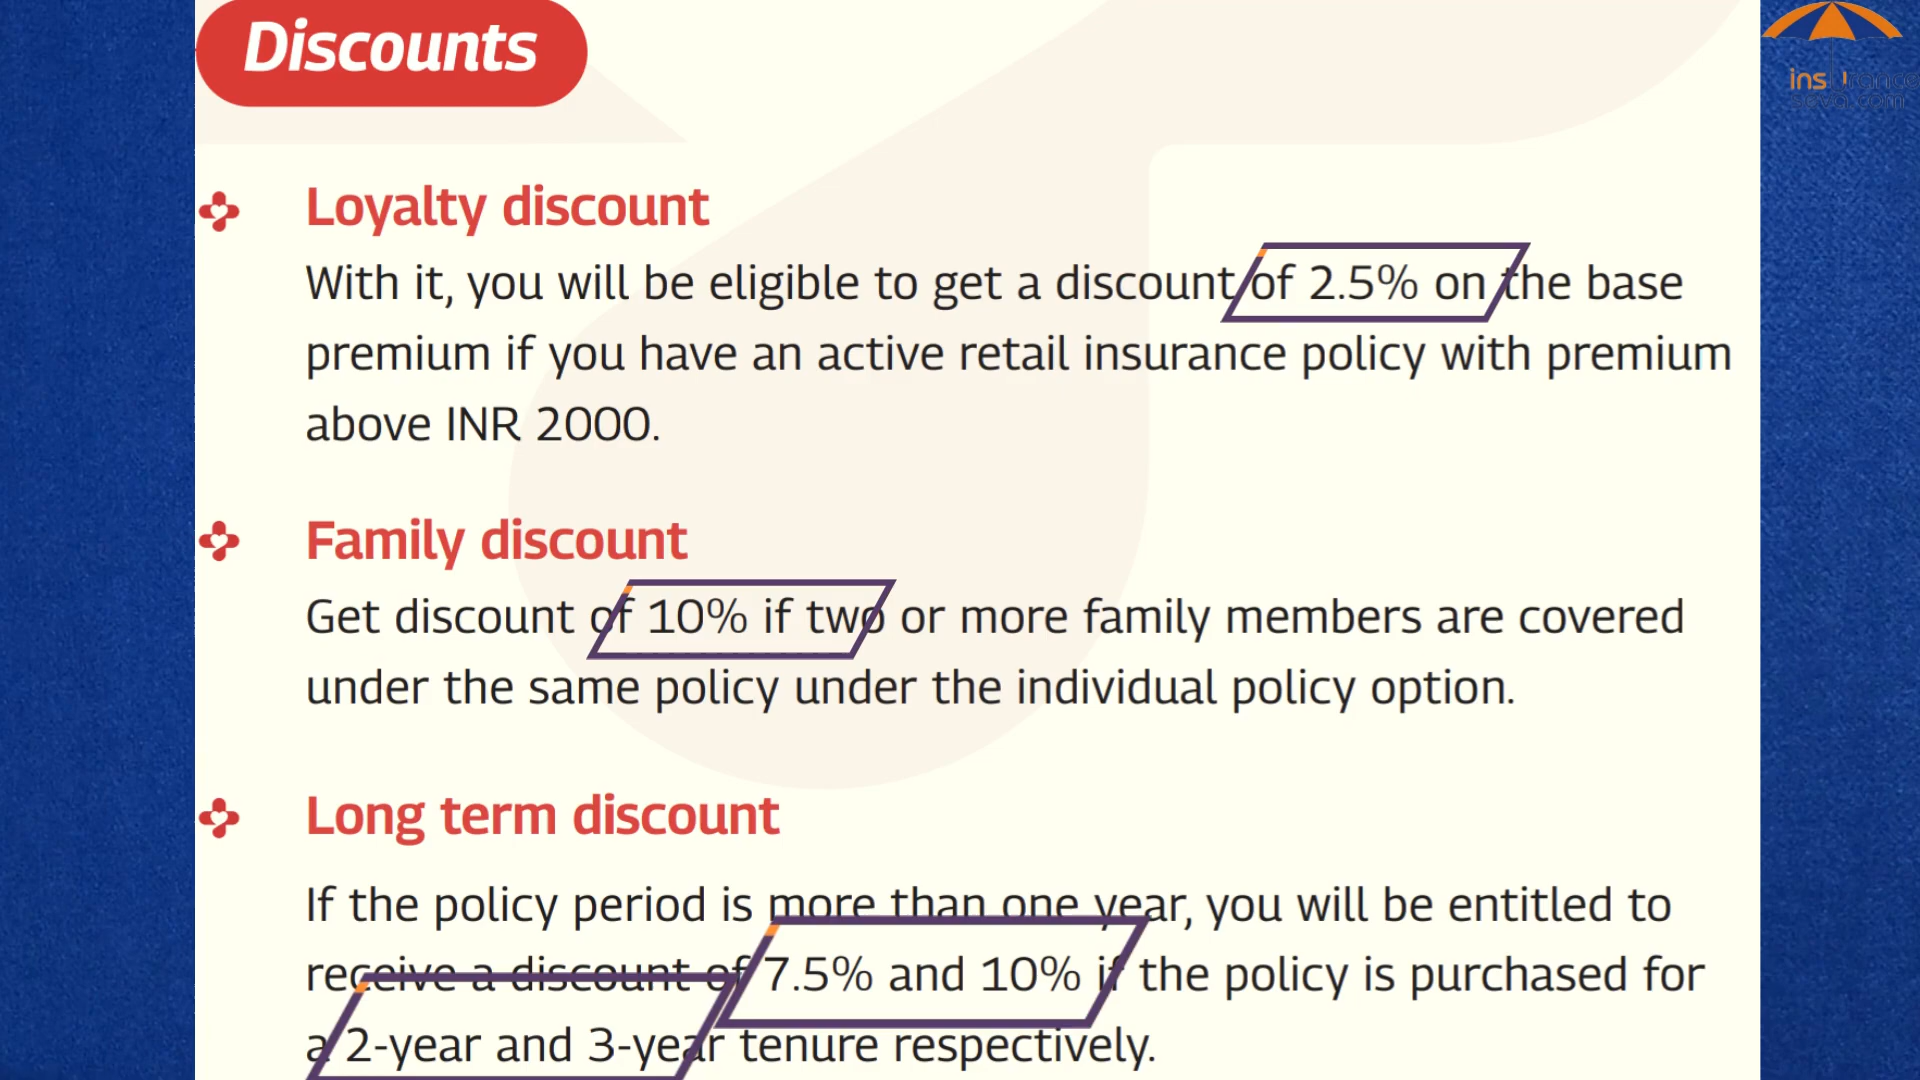 Discounts
insurance
seva.com
Loyalty discount
With it, you will be eligible to get a discount of 2.5% on the base
premium if you have an active retail insurance policy with premium
above INR 2000.
Family discount
Get discount of 10% if two or more family members are covered
under the same policy under the individual policy option.
Long term discount
If the policy period is more than one year, you will be entitled to
receive a discount of 7.5% and 10% if the policy is purchased for
a 2-year and 3-year tenure respectively.